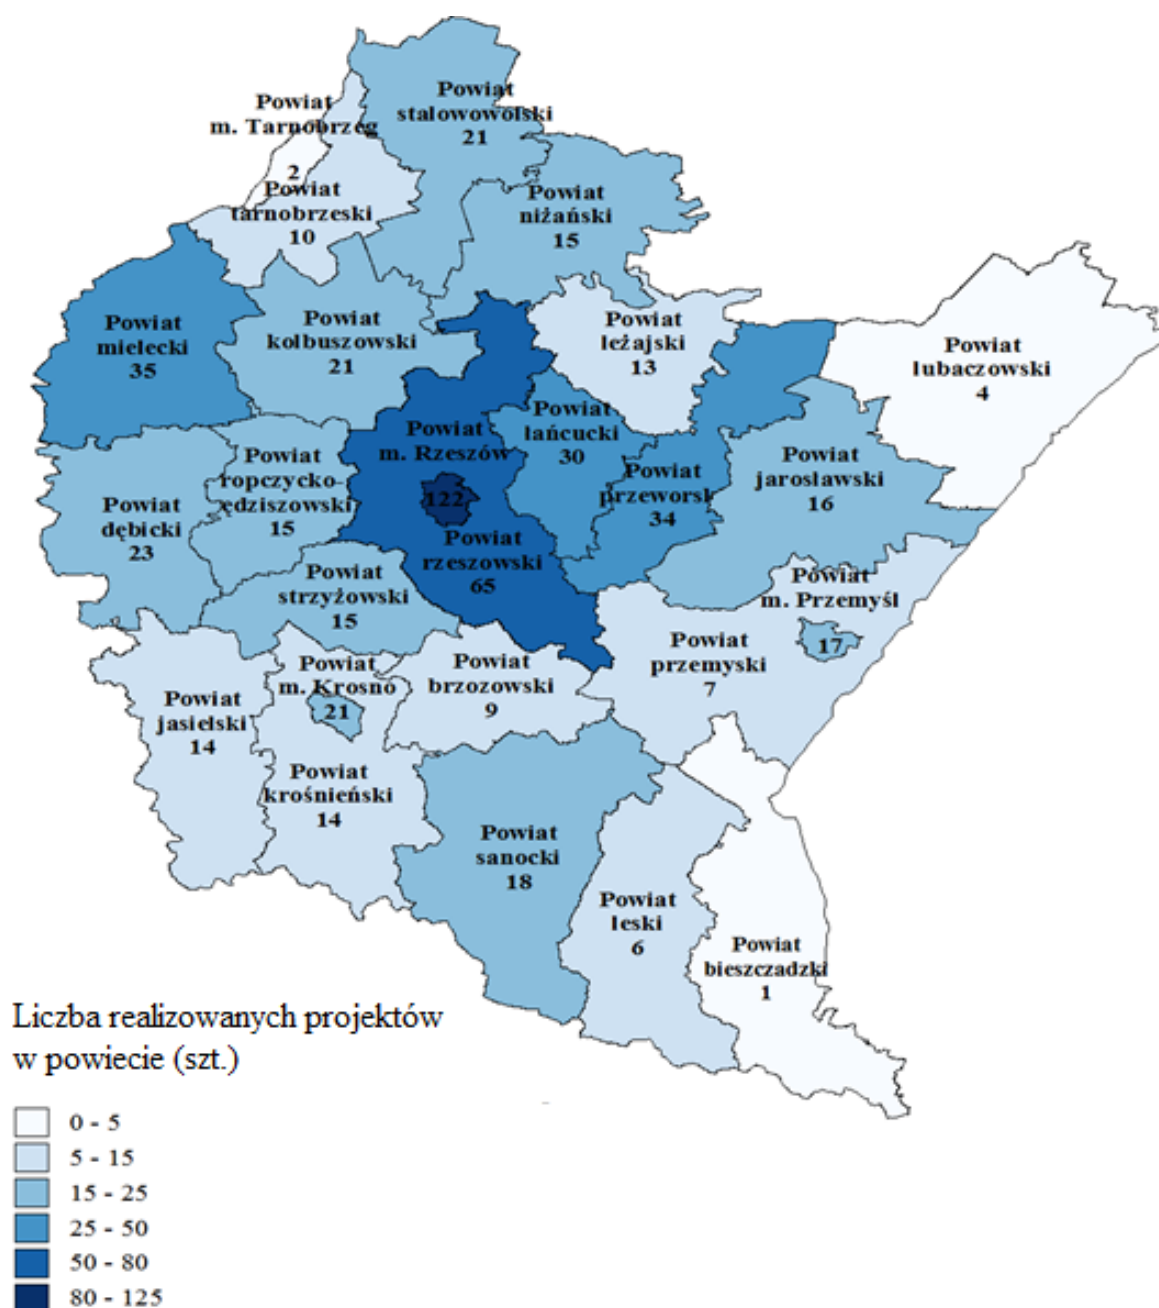 Powiat
m. Tarnobrzeg
2
Powiat
stalowowolski
21
Powiat
tarnobrzeski
10
Powiat
niżański
15
Powiat
mielecki
35
Powiat
kolbuszowski
21
Powiat
leżajski
13
Powiat
lubaczowski
4
Powiat
m. Rzeszów
122
Powiat
łańcucki
30
Powiat
ropczycko-
ędziszowski
15
Powiat
przeworsk
34
Powiat
jarosławski
16
Powiat
dębicki
23
Powiat
rzeszowski
65
Powiat
strzyżowski
15
Powiat
m. Przemyśl
17
Powiat
m. Krosno
21
Powiat
brzozowski
9
Powiat
przemyski
7
Powiat
jasielski
14
Powiat
krośnieński
14
Powiat
sanocki
18
Powiat
leski
6
Powiat
bieszczadzki
1
Liczba realizowanych projektów
w powiecie (szt.)
0 - 5
5 - 15
15 - 25
25 - 50
50 - 80
80 - 125